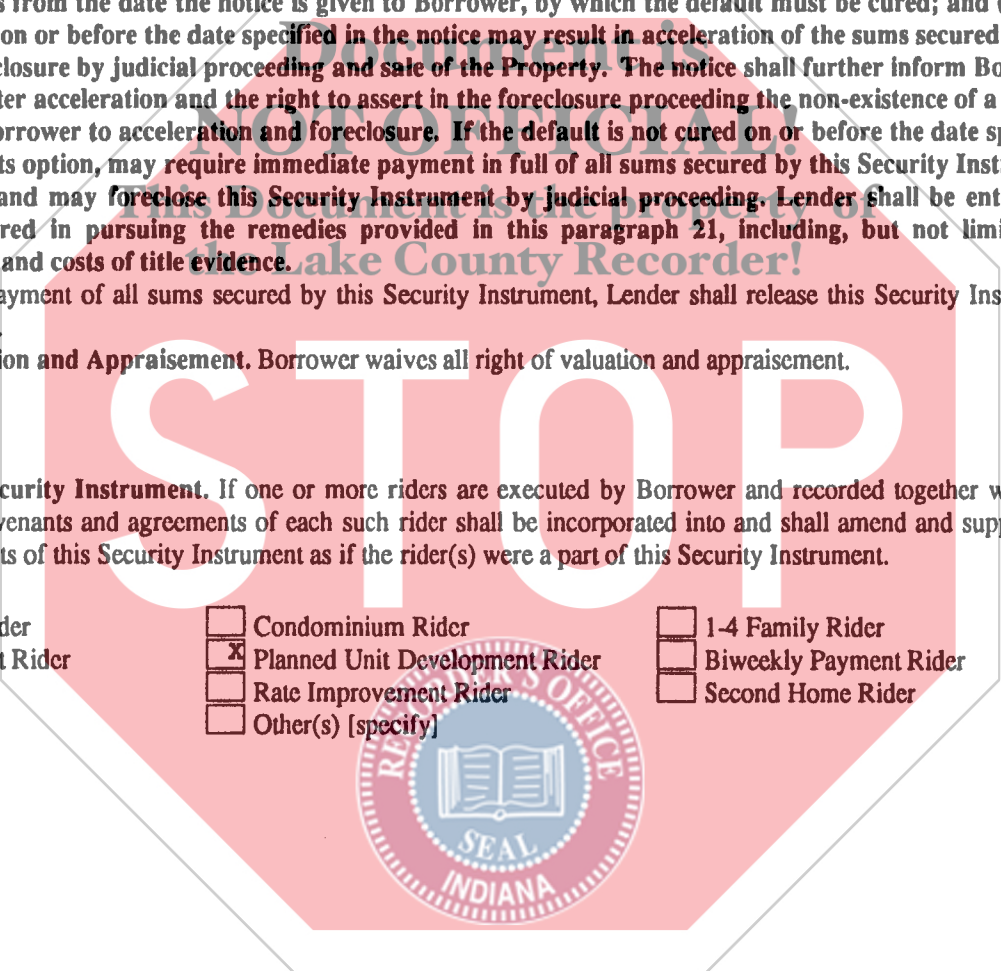 s from the date the notice is given to Borrower, by which the default must be cured; and
on or before the date specified in the notice may result in acceleration of the sums secured
closure by judicial proceeding and sale of the Property. The notice shall further inform Bo
ter acceleration and the right to assert in the foreclosure proceeding the non-existence of a
orrower to acceleration and foreclosure. If the default is not cured on or before the date sp
ts option, may require immediate payment in full of all sums secured by this Security Inst
and may foreclose this Security Instrument by judicial proceeding. Lender shall be ent
red in pursuing the remedies provided in this paragraph 21, including, but not limi
and costs of title evidence.
ayment of all sums secured by this Security Instrument, Lender shall release this Security Ins
ion and Appraisement. Borrower waives all right of valuation and appraisement.
curity Instrument. If one or more riders are executed by Borrower and recorded together w
venants and agreements of each such rider shall be incorporated into and shall amend and supp
ts of this Security Instrument as if the rider(s) were a part of this Security Instrument.
der Condominium Rider 1-4 Family Rider
t Rider X Planned Unit Development Rider Biweekly Payment Rider
Rate Improvement Rider Second Home Rider
Other(s) [specify]
Document is
NOT OFFICIAL!
This Document is the property of
the Lake County Recorder!
STOP
RECORDER'S OFFICE
SEAL
INDIANA